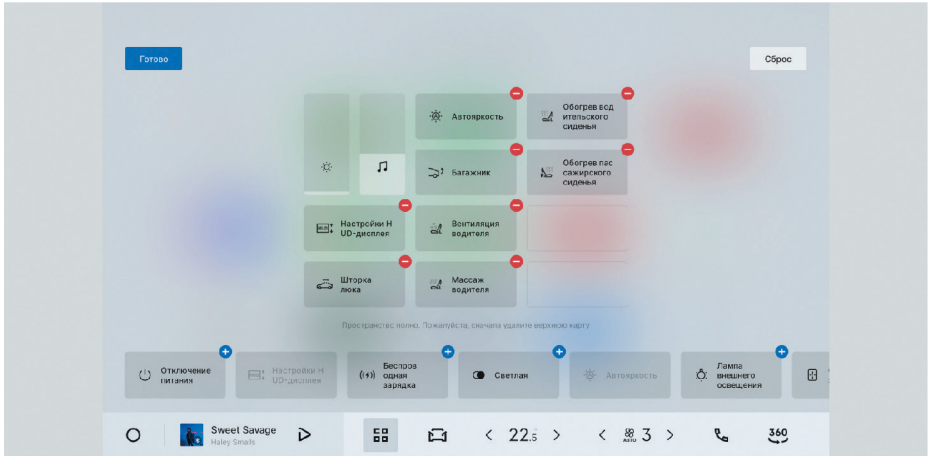 Готово
Сброс
Автояркость
Обогрев вод
ительского
сиденья
Багажник
Обогрев пас
сажирского
сиденья
Настройки H
UD-дисплея
Вентиляция
водителя
Шторка
люка
Массаж
водителя
Пространство полно. Пожалуйста, сначала удалите верхнюю карту
Отключение
питания
Настройки H
UD-дисплея
Беспров
одная
зарядка
Светлая
Автояркость
Лампа
внешнего
освещения
Sweet Savage
Haley Smalls
22.5
AUTO
3
360